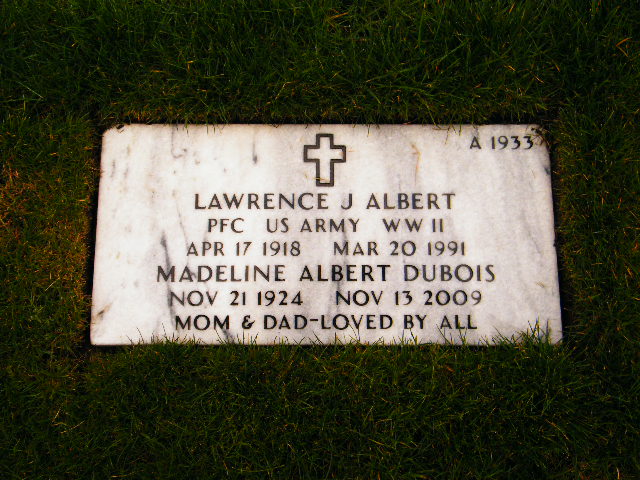 A 1933
LAWRENCE J ALBERT
PFC US ARMY WW II
APR 17 1918 MAR 20 1991
MADELINE ALBERT DUBOIS
NOV 21 1924 NOV 13 2009
MOM & DAD-LOVED BY ALL